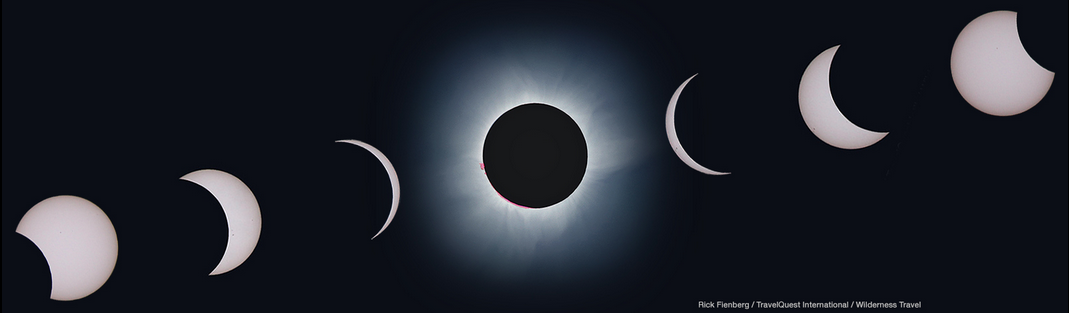 Rick Fienberg / TravelQuest International / Wilderness Travel